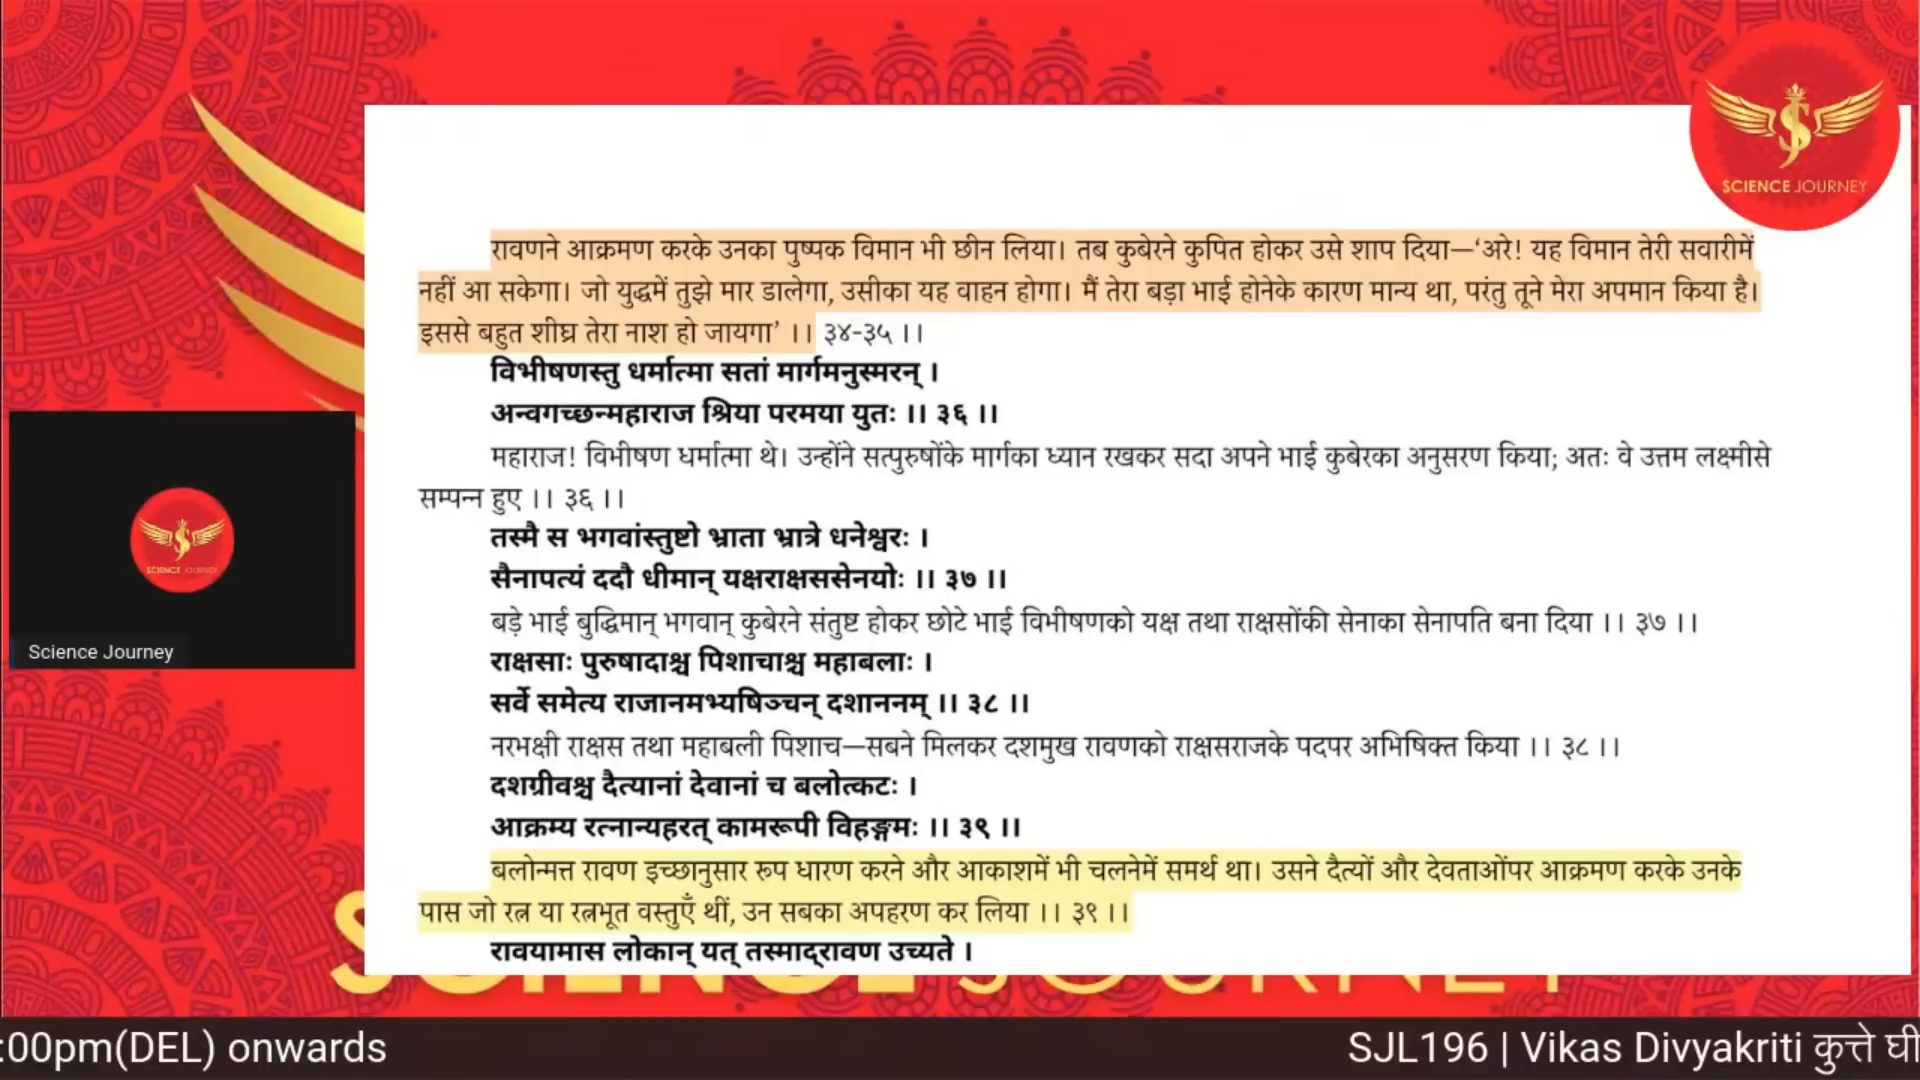 SCIENCE JOURNEY
रावणने आक्रमण करके उनका पुष्पक विमान भी छीन लिया। तब कुबेरने कुपित होकर उसे शाप दिया—‘अरे! यह विमान तेरी सवारीमें
नहीं आ सकेगा। जो युद्धमें तुझे मार डालेगा, उसीका यह वाहन होगा। मैं तेरा बड़ा भाई होनेके कारण मान्य था, परंतु तूने मेरा अपमान किया है।
इससे बहुत शीघ्र तेरा नाश हो जायगा’ ।। ३४-३५ ।।
विभीषणस्तु धर्मात्मा सतां मार्गमनुस्मरन् ।
अन्वगच्छन्महाराज श्रिया परमया युतः ।। ३६ ।।
महाराज! विभीषण धर्मात्मा थे। उन्होंने सत्पुरुषोंके मार्गका ध्यान रखकर सदा अपने भाई कुबेरका अनुसरण किया; अतः वे उत्तम लक्ष्मीसे
सम्पन्न हुए ।। ३६ ।।
तस्मै स भगवांस्तुष्टो भ्राता भ्रात्रे धनेश्वरः ।
सैनापत्यं ददौ धीमान् यक्षराक्षससेनयोः ।। ३७ ।।
बड़े भाई बुद्धिमान् भगवान् कुबेरने संतुष्ट होकर छोटे भाई विभीषणको यक्ष तथा राक्षसोंकी सेनाका सेनापति बना दिया ।। ३७ ।।
राक्षसाः पुरुषादाश्च पिशाचाश्च महाबलाः ।
सर्वे समेत्य राजानमभ्यषिञ्चन् दशाननम् ।। ३८ ।।
नरभक्षी राक्षस तथा महाबली पिशाच—सबने मिलकर दशमुख रावणको राक्षसराजके पदपर अभिषिक्त किया ।। ३८ ।।
दशग्रीवश्च दैत्यानां देवानां च बलोत्कटः ।
आक्रम्य रत्नान्यहरत् कामरूपी विहङ्गमः ।। ३९ ।।
बलोन्मत्त रावण इच्छानुसार रूप धारण करने और आकाशमें भी चलनेमें समर्थ था। उसने दैत्यों और देवताओंपर आक्रमण करके उनके
पास जो रत्न या रत्नभूत वस्तुएँ थीं, उन सबका अपहरण कर लिया ।। ३९ ।।
रावयामास लोकान् यत् तस्माद्रावण उच्यते ।
SCIENCE JOURNEY
Science Journey
SCIENCE JOURNEY
:00pm(DEL) onwards
SJL196 | Vikas Divyakriti कुत्ते घी